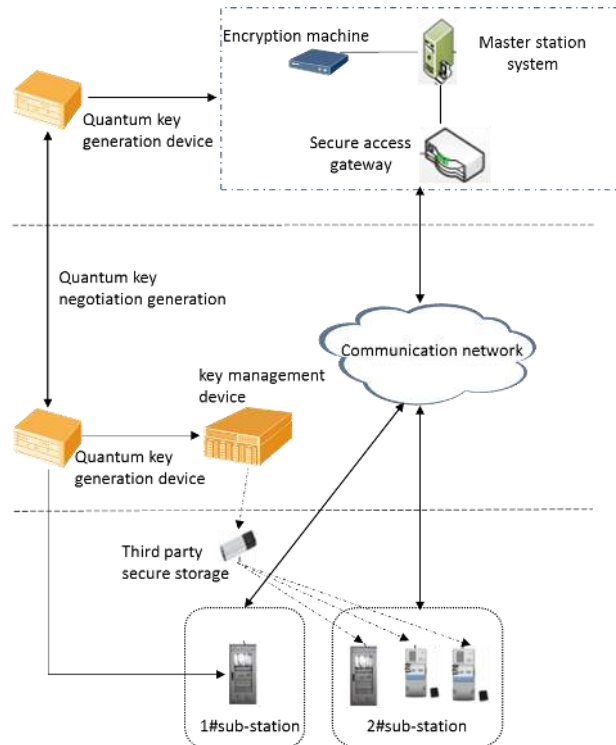 Encryption machine
Master station
system
Quantum key
generation device
Secure access
gateway
Quantum key
negotiation generation
Communication network
key management
device
Quantum key
generation device
Third party
secure storage
1#sub-station
2#sub-station